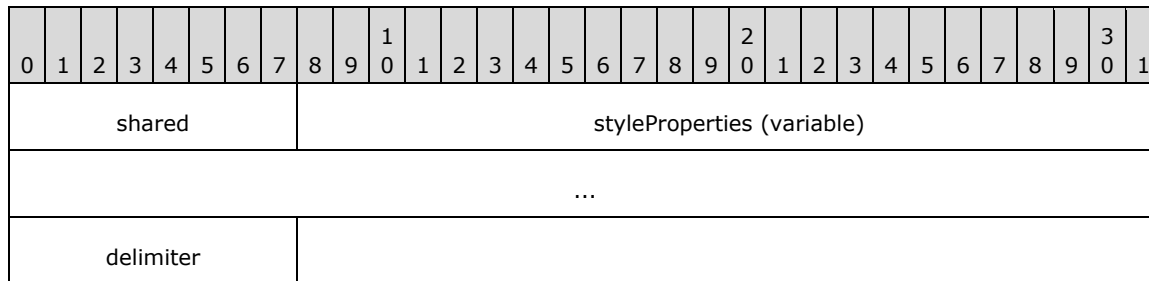 1 2 3
0 1 2 3 4 5 6 7 8 9 0 1 2 3 4 5 6 7 8 9 0 1 2 3 4 5 6 7 8 9 0 1
shared styleProperties (variable)
...
delimiter